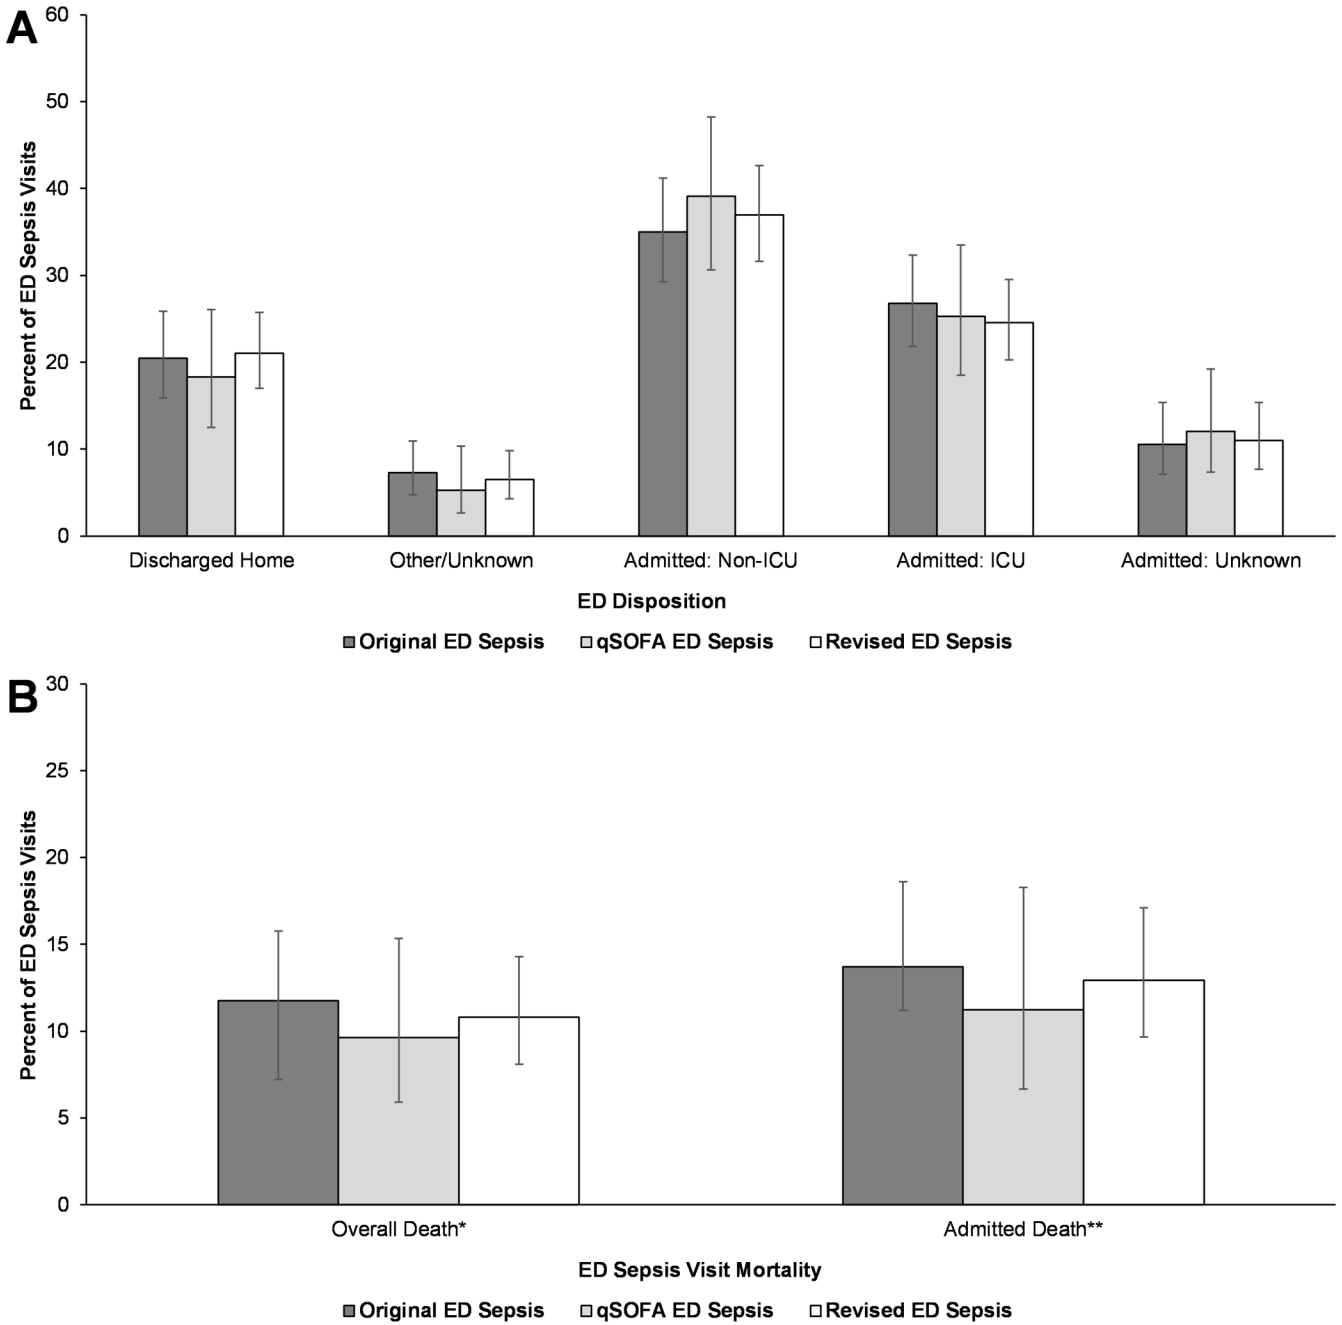 A
60
50
40
30
20
10
0
Percent of ED Sepsis Visits
Discharged Home Other/Unknown Admitted: Non-ICU Admitted: ICU Admitted: Unknown
ED Disposition
Original ED Sepsis qSOFA ED Sepsis Revised ED Sepsis
B
30
25
20
15
10
5
0
Percent of ED Sepsis Visits
Overall Death* Admitted Death**
ED Sepsis Visit Mortality
Original ED Sepsis qSOFA ED Sepsis Revised ED Sepsis